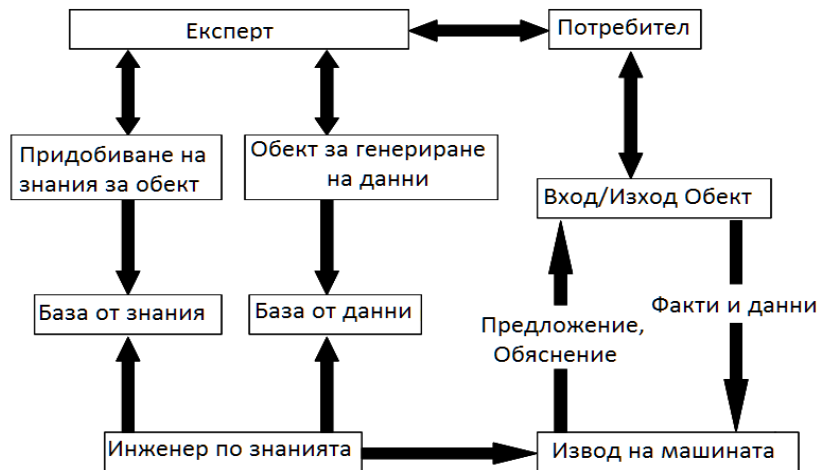 Експерт
Потребител
Придобиване на
знания за обект
Обект за генериране
на данни
Вход/Изход Обект
База от знания
База от данни
Предложение,
Обяснение
Факти и данни
Инженер по знанията
Извод на машината